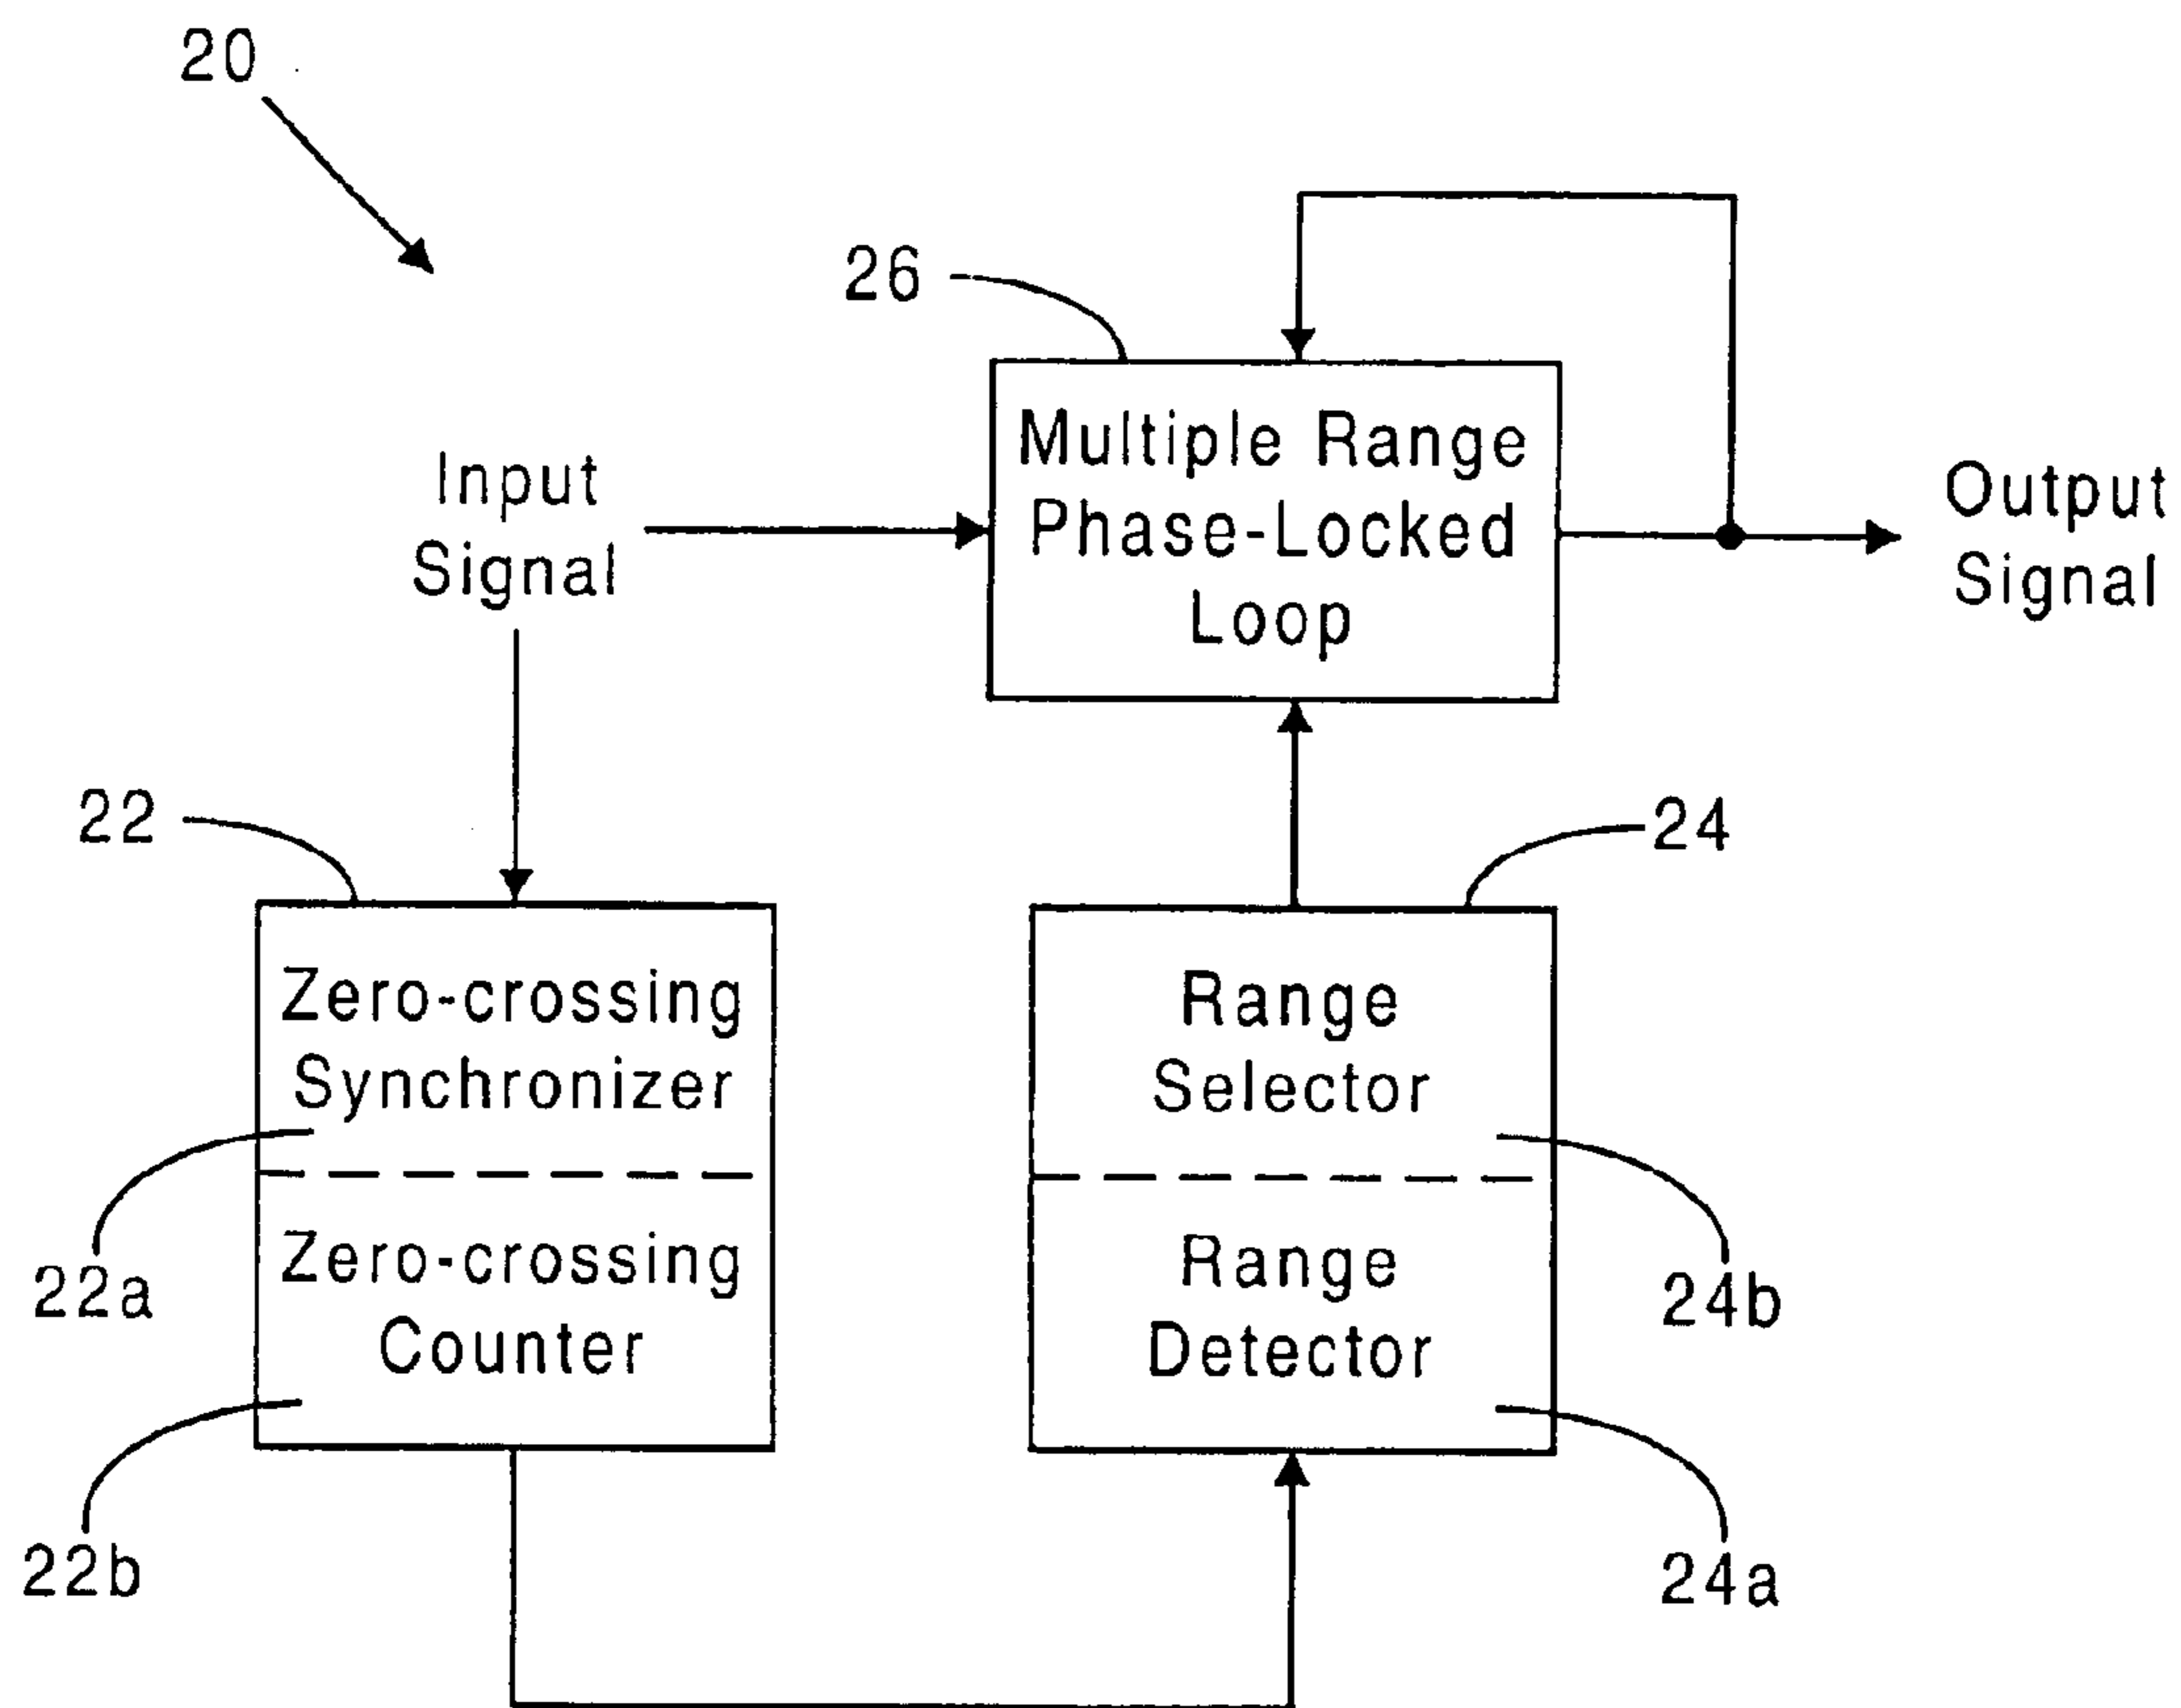 20
26
Input
Signal
Multiple Range
Phase-Locked
Loop
Output
Signal
22
24
Zero-crossing
Synchronizer
Range
Selector
22a
Zero-crossing
Counter
24b
Range
Detector
22b
24a